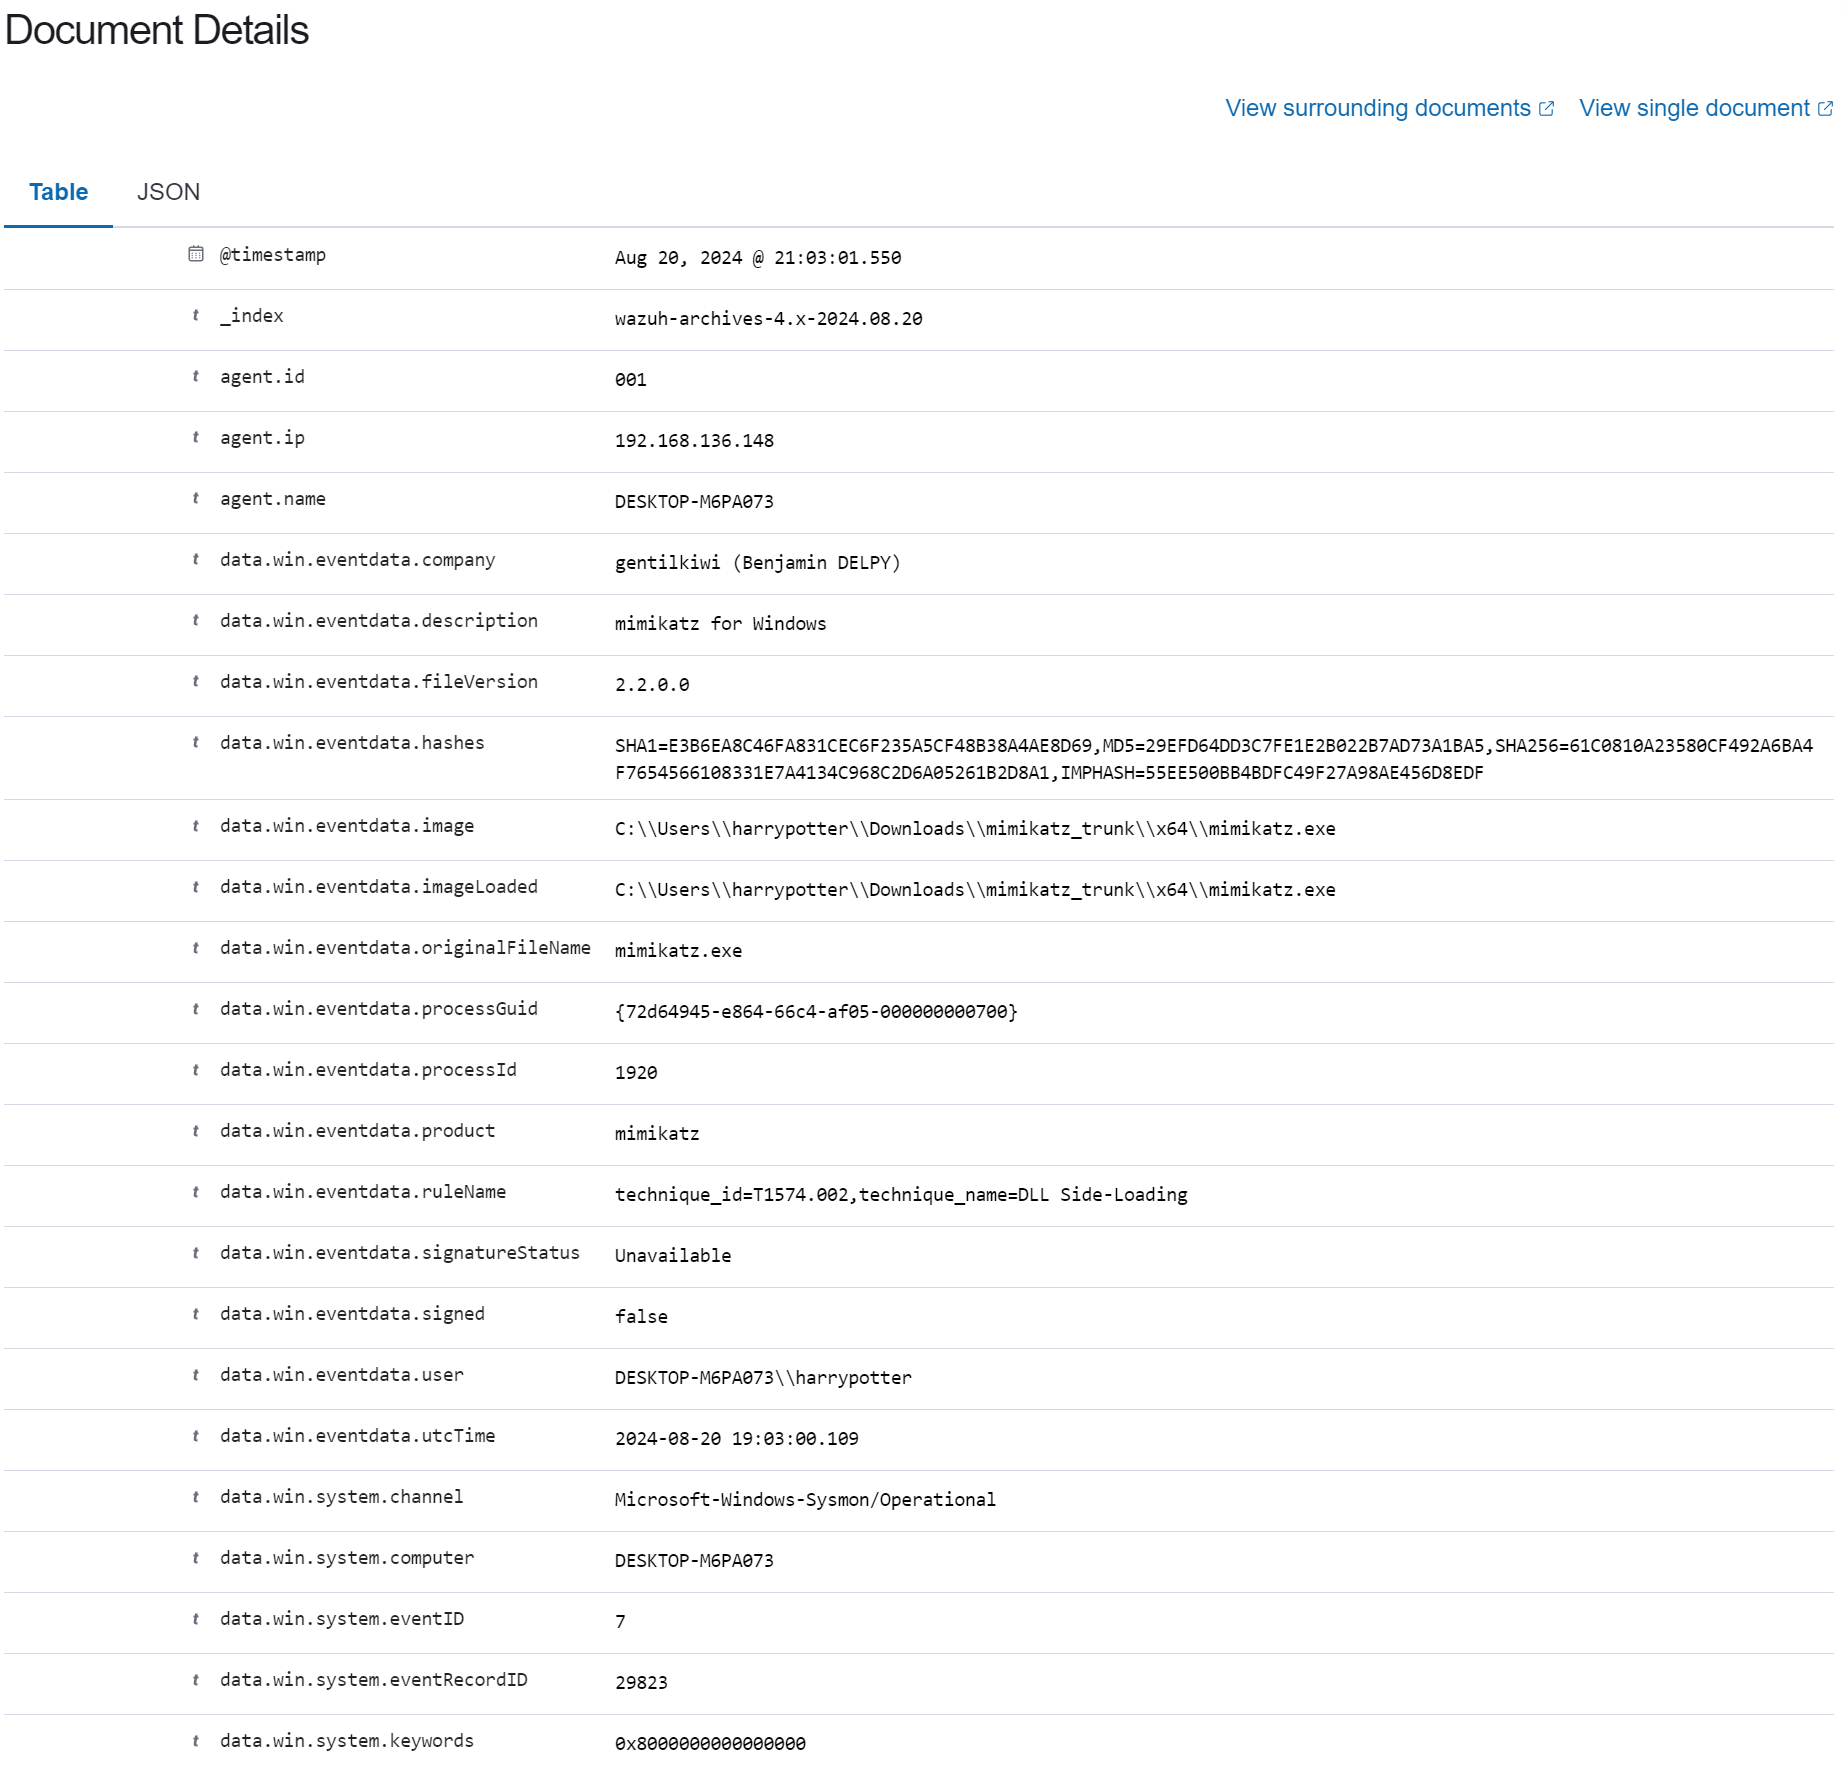 Document Details
View surrounding documents View single document
Table JSON
@timestamp Aug 20, 2024 @ 21:03:01.550
t _index wazuh-archives-4.x-2024.08.20
t agent.id 001
t agent.ip 192.168.136.148
t agent.name DESKTOP-M6PA073
t data.win.eventdata.company gentilkiwi (Benjamin DELPY)
t data.win.eventdata.description mimikatz for Windows
t data.win.eventdata.fileVersion 2.2.0.0
t data.win.eventdata.hashes SHA1=E3B6EA8C46FA831CEC6F235A5CF48B38A4AE8D69,MD5=29EFD64DD3C7FE1E2B022B7AD73A1BA5,SHA256=61C0810A23580CF492A6BA4
F7654566108331E7A4134C968C2D6A05261B2D8A1,IMPHASH=55EE500BB4BDFC49F27A98AE456D8EDF
t data.win.eventdata.image C:\\Users\\harrypotter\\Downloads\\mimikatz_trunk\\x64\\mimikatz.exe
t data.win.eventdata.imageLoaded C:\\Users\\harrypotter\\Downloads\\mimikatz_trunk\\x64\\mimikatz.exe
t data.win.eventdata.originalFileName mimikatz.exe
t data.win.eventdata.processGuid {72d64945-e864-66c4-af05-000000000700}
t data.win.eventdata.processId 1920
t data.win.eventdata.product mimikatz
t data.win.eventdata.ruleName technique_id=T1574.002,technique_name=DLL Side-Loading
t data.win.eventdata.signatureStatus Unavailable
t data.win.eventdata.signed false
t data.win.eventdata.user DESKTOP-M6PA073\\harrypotter
t data.win.eventdata.utcTime 2024-08-20 19:03:00.109
t data.win.system.channel Microsoft-Windows-Sysmon/Operational
t data.win.system.computer DESKTOP-M6PA073
t data.win.system.eventID 7
t data.win.system.eventRecordID 29823
t data.win.system.keywords 0x8000000000000000